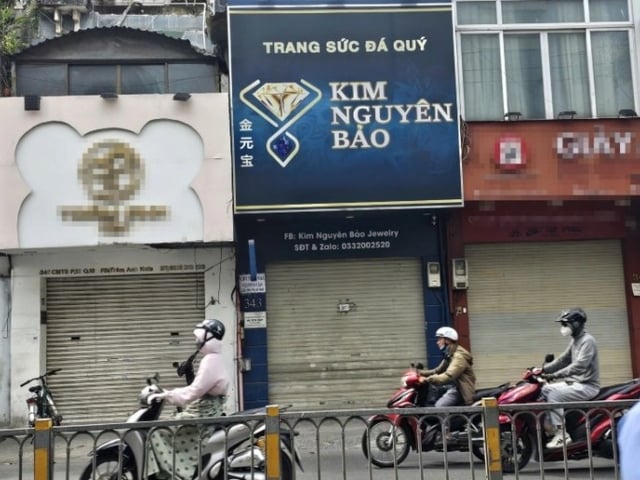 TRANG SỨC ĐÁ QUÝ
KIM
NGUYÊN
BẢO
金元宝
FB: Kim Nguyên Bảo Jewelry
SĐT & Zalo: 0332002520
343
GIÀY